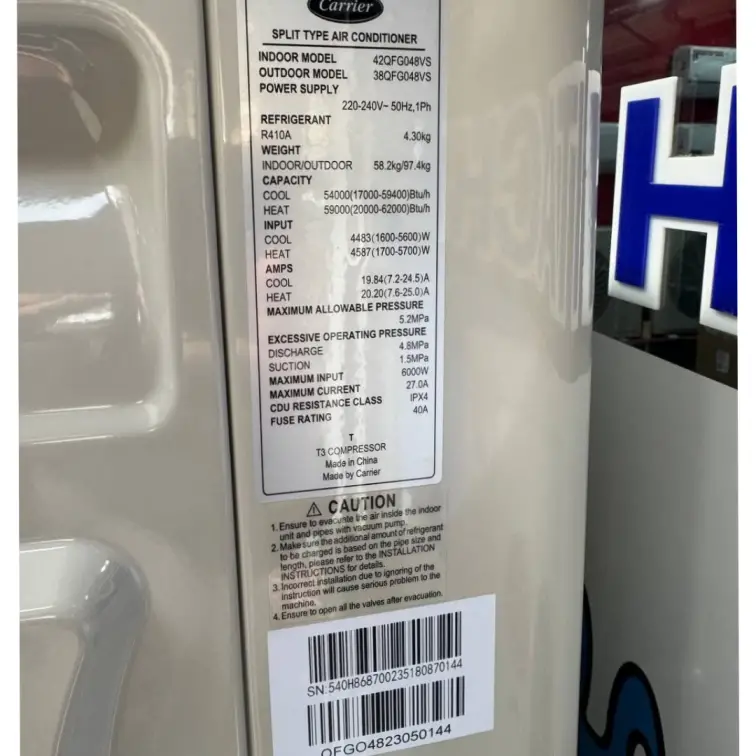 Carrier
SPLIT TYPE AIR CONDITIONER
INDOOR MODEL 42QFG048VS
OUTDOOR MODEL 38QFG048VS
POWER SUPPLY
220-240V~ 50Hz,1Ph
REFRIGERANT
R410A 4.30kg
WEIGHT
INDOOR/OUTDOOR 58.2kg/97.4kg
CAPACITY
COOL 54000(17000-59400)Btu/h
HEAT 59000(20000-62000)Btu/h
INPUT
COOL 4483(1600-5600)W
HEAT 4587(1700-5700)W
AMPS
COOL 19.84(7.2-24.5)A
HEAT 20.20(7.6-25.0)A
MAXIMUM ALLOWABLE PRESSURE
5.2MPa
EXCESSIVE OPERATING PRESSURE
DISCHARGE 4.8MPa
SUCTION 1.5MPa
MAXIMUM INPUT 6000W
MAXIMUM CURRENT 27.0A
CDU RESISTANCE CLASS IPX4
FUSE RATING 40A
T
T3 COMPRESSOR
Made in China
Made by Carrier
CAUTION
1. Ensure to evacuate the air inside the indoor
unit and pipes with vacuum pump.
2. Make sure the additional amount of refrigerant
to be charged is based on the pipe size and
length, please refer to the INSTALLATION
INSTRUCTIONS for details.
3. Incorrect installation due to ignoring of the
instruction will cause serious problem to the
machine.
4. Ensure to open all the valves after evacuation.
SN:540H868700235180870144
QFGO4823050144
H